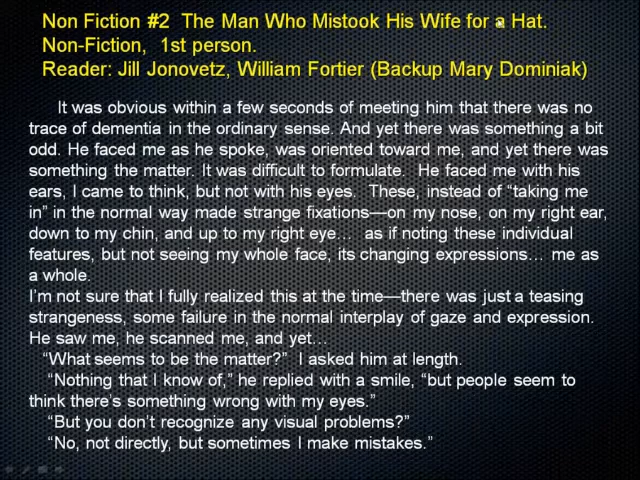 Non Fiction #2  The Man Who Mistook His Wife for a Hat.
Non-Fiction,  1st person.
Reader: Jill Jonovetz, William Fortier (Backup Mary Dominiak)
It was obvious within a few seconds of meeting him that there was no
trace of dementia in the ordinary sense. And yet there was something a bit
odd. He faced me as he spoke, was oriented toward me, and yet there was
something the matter. It was difficult to formulate.  He faced me with his
ears, I came to think, but not with his eyes.  These, instead of “taking me
in” in the normal way made strange fixations—on my nose, on my right ear,
down to my chin, and up to my right eye…  as if noting these individual
features, but not seeing my whole face, its changing expressions… me as
a whole.
I’m not sure that I fully realized this at the time—there was just a teasing
strangeness, some failure in the normal interplay of gaze and expression.
He saw me, he scanned me, and yet…
“What seems to be the matter?”  I asked him at length.
“Nothing that I know of,” he replied with a smile, “but people seem to
think there’s something wrong with my eyes.”
“But you don’t recognize any visual problems?”
“No, not directly, but sometimes I make mistakes.”